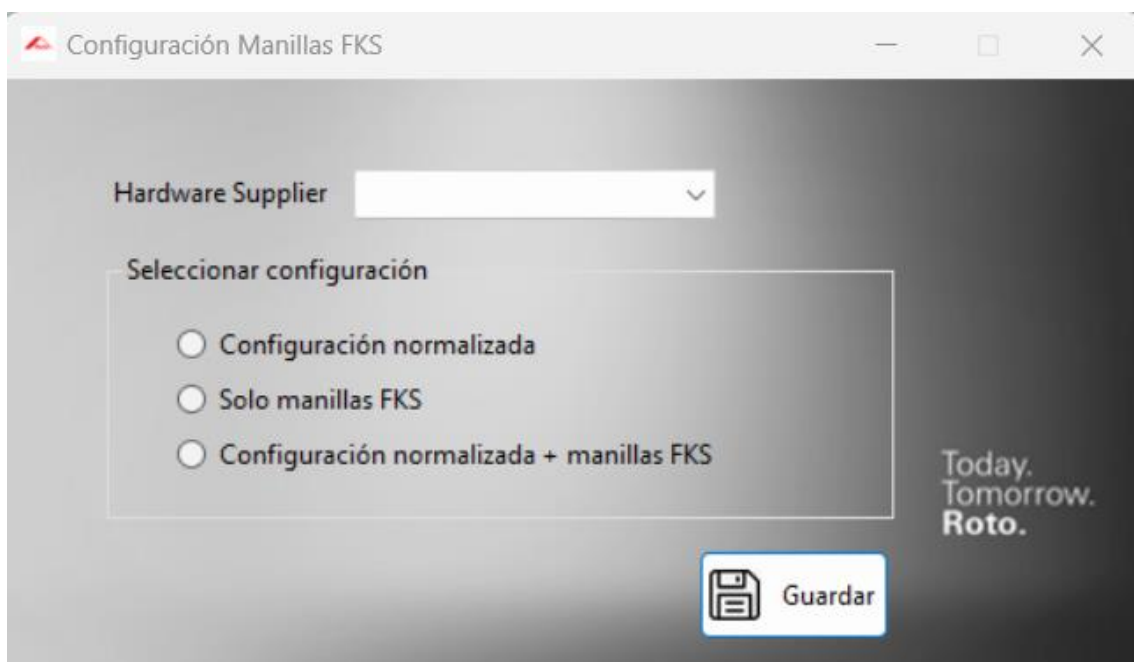 Configuración Manillas FKS
Hardware Supplier
Seleccionar configuración
Configuración normalizada
Solo manillas FKS
Configuración normalizada + manillas FKS
Today.
Tomorrow.
Roto.
Guardar